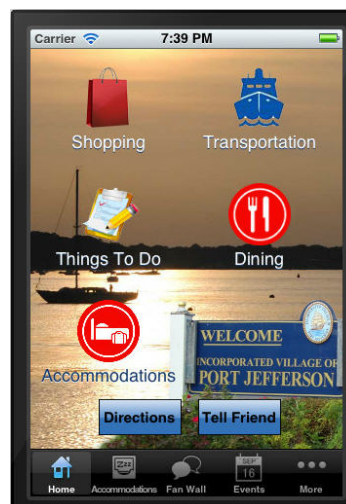 Carrier 7:39 PM
Shopping Transportation
Things To Do Dining
WELCOME
INCORPORATED VILLAGE OF
PORT JEFFERSON
Accommodations
Directions Tell Friend
Zzz SEP
16
Home Accommodations Fan Wall Events More